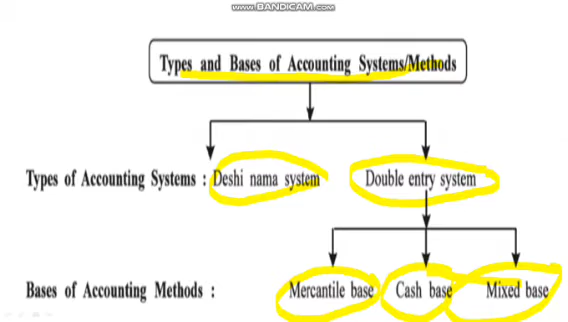 WWW.BANDICAM.COM
Types and Bases of Accounting Systems/Methods
Types of Accounting Systems : Deshi nama system Double entry system
Bases of Accounting Methods : Mercantile base Cash base Mixed base